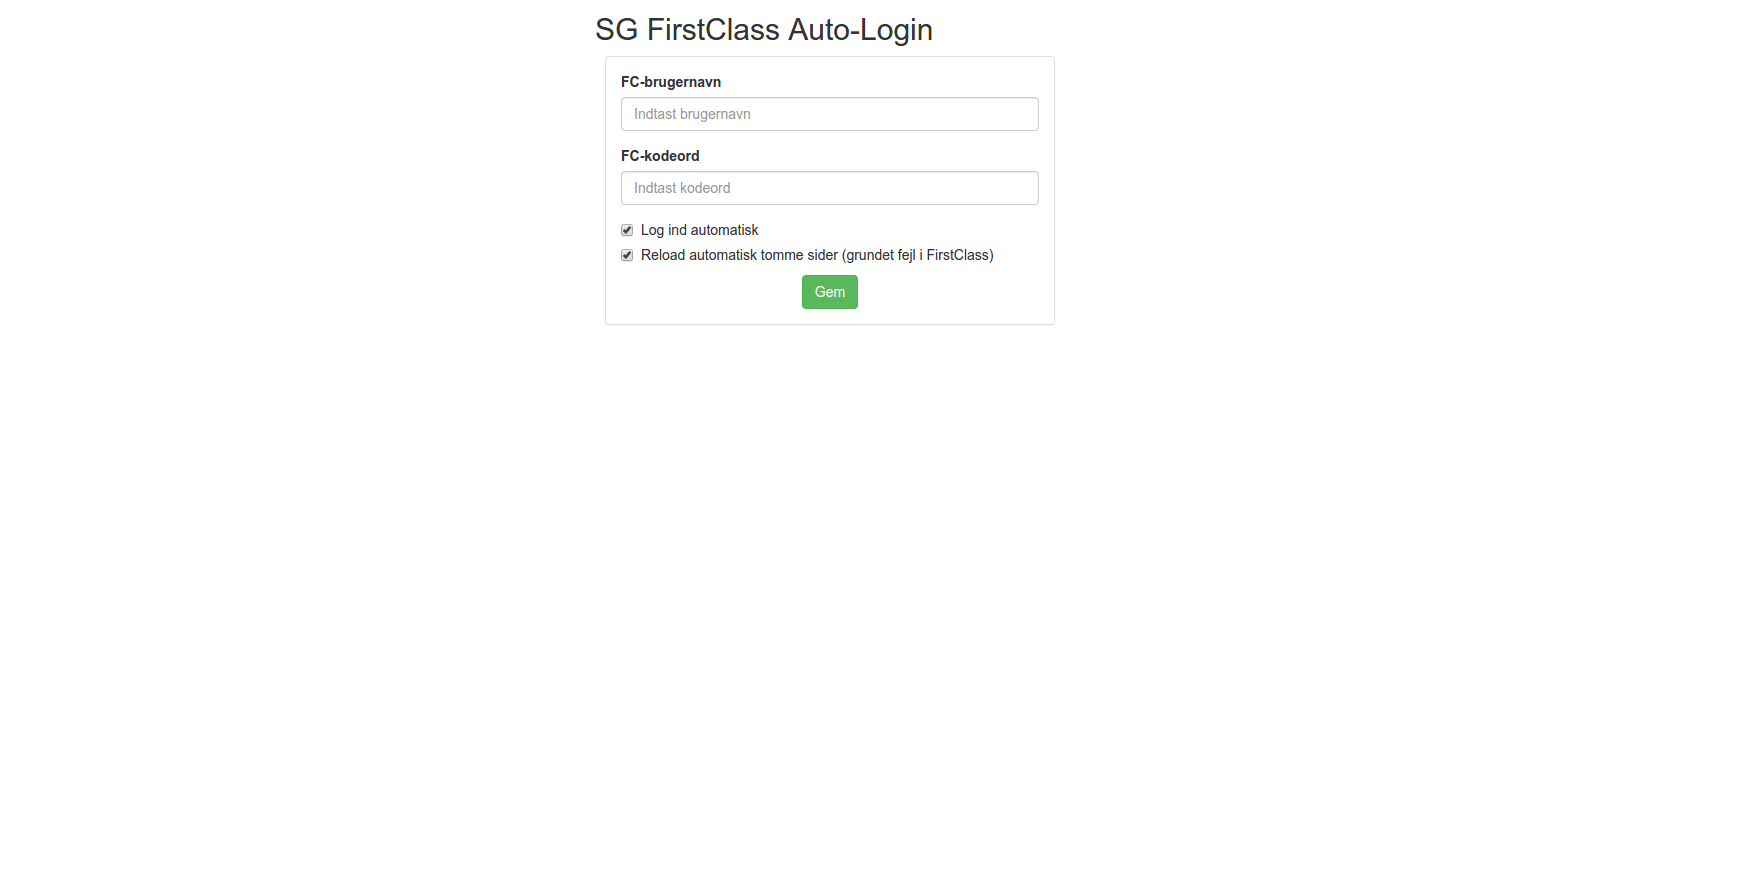 SG FirstClass Auto-Login
FC-brugernavn
Indtast brugernavn
FC-kodeord
Indtast kodeord
Log ind automatisk
Reload automatisk tomme sider (grundet fejl i FirstClass)
Gem